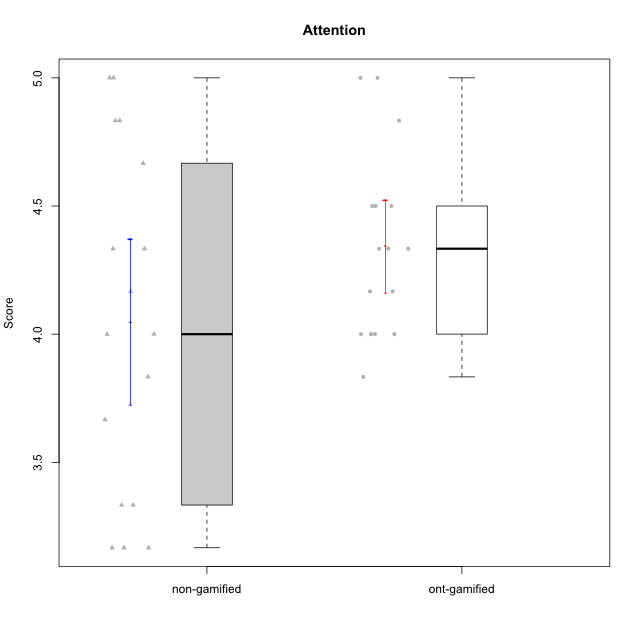 Attention
5.0
4.5
4.0
3.5
Score
non-gamified
ont-gamified